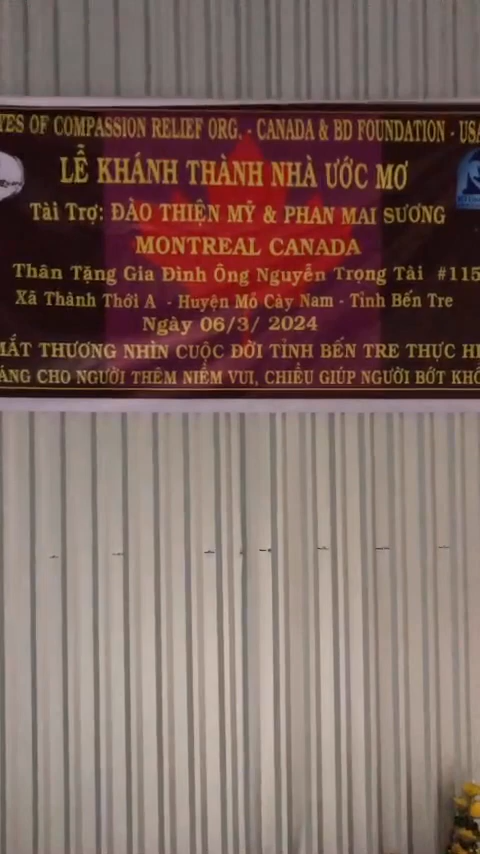 YES OF COMPASSION RELIEF ORG. - CANADA & BD FOUNDATION - USA
LỄ KHÁNH THÀNH NHÀ ƯỚC MƠ
Tài Trợ: ĐÀO THIỆN MỸ & PHAN MAI SƯƠNG
MONTREAL CANADA
Thân Tặng Gia Đình Ông Nguyễn Trọng Tài #115
Xã Thành Thới A - Huyện Mỏ Cày Nam - Tỉnh Bến Tre
Ngày 06/3/ 2024
MẮT THƯƠNG NHÌN CUỘC ĐỜI TỈNH BẾN TRE THỰC HI
ÁNG CHO NGƯỜI THÊM NIỀM VUI, CHIỀU GIÚP NGƯỜI BỚT KHỔ